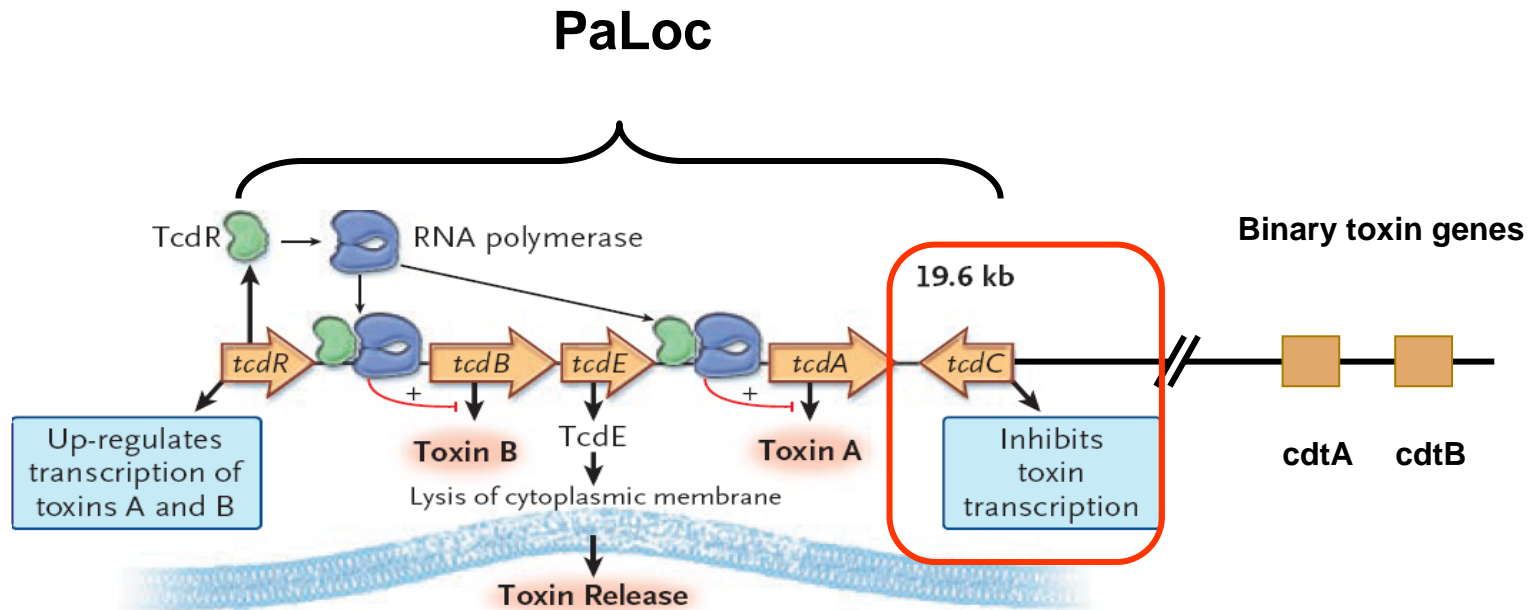 PaLoc
TcdR
RNA polymerase
Binary toxin genes
19.6 kb
tcdR
tcdB
tcdE
tcdA
tcdC
+
+
Up-regulates
transcription of
toxins A and B
Toxin B
TcdE
Toxin A
Inhibits
toxin
transcription
cdtA
cdtB
Lysis of cytoplasmic membrane
Toxin Release